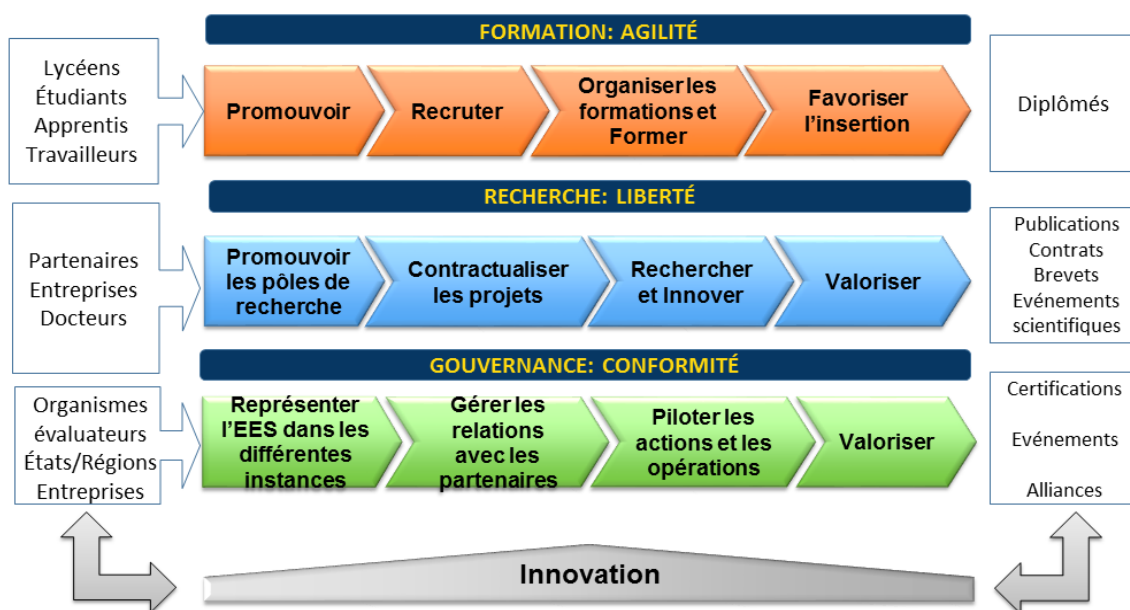 FORMATION: AGILITÉ
Lycéens
Étudiants
Apprentis
Travailleurs
Promouvoir
Recruter
Organiser les
formations et
Former
Favoriser
l'insertion
Diplômés
RECHERCHE: LIBERTÉ
Partenaires
Entreprises
Docteurs
Promouvoir
les pôles de
recherche
Contractualiser
les projets
Rechercher
et Innover
Valoriser
Publications
Contrats
Brevets
Evénements
scientifiques
GOUVERNANCE: CONFORMITÉ
Organismes
évaluateurs
États/Régions
Entreprises
Représenter
l'EES dans les
différentes
instances
Gérer les
relations
avec les
partenaires
Piloter les
actions et les
opérations
Valoriser
Certifications
Evénements
Alliances
Innovation